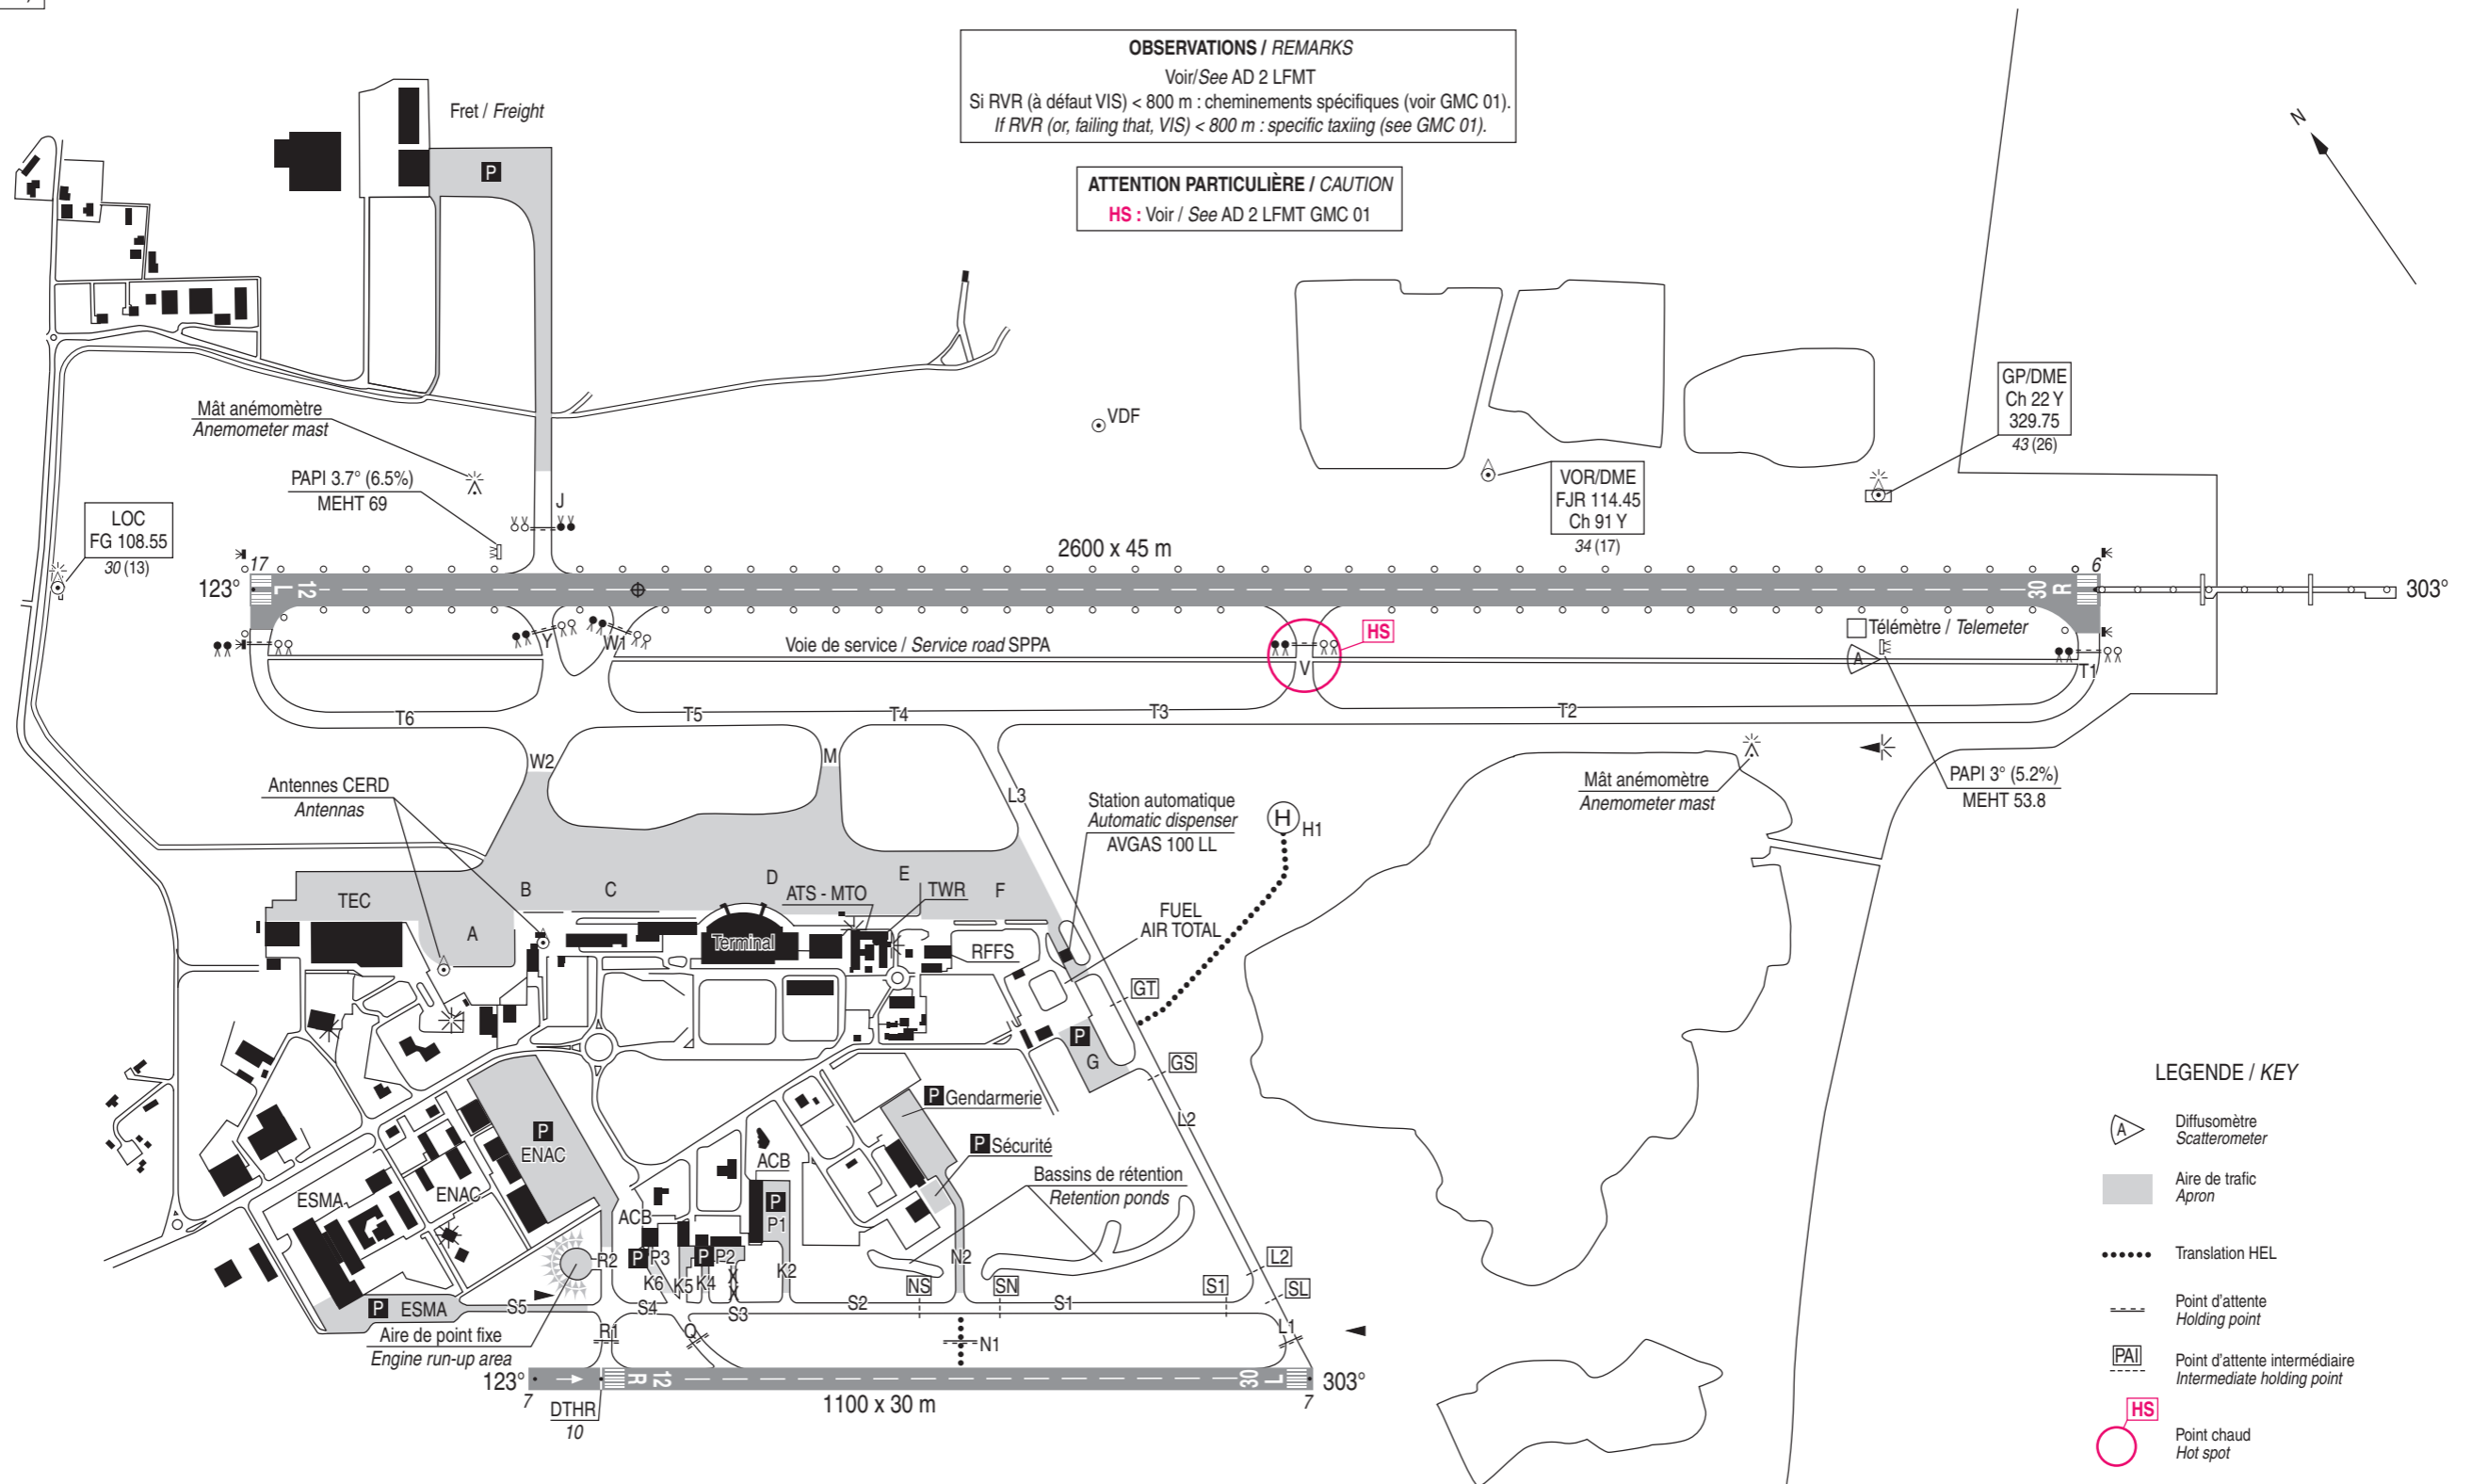 OBSERVATIONS / REMARKS
Voir/See AD 2 LFMT
Si RVR (à défaut VIS) < 800 m : cheminements spécifiques (voir GMC 01).
If RVR (or, failing that, VIS) < 800 m : specific taxiing (see GMC 01).
ATTENTION PARTICULIÈRE / CAUTION
HS : Voir / See AD 2 LFMT GMC 01
N
Fret / Freight
P
Mât anémomètre
Anemometer mast
PAPI 3.7° (6.5%)
MEHT 69
LOC
FG 108.55
30 (13)
J
VDF
VOR/DME
FJR 114.45
Ch 91 Y
34 (17)
GP/DME
Ch 22 Y
329.75
43 (26)
2600 x 45 m
123°
17
12
L
30
R
6
303°
Y
W1
Voie de service / Service road SPPA
HS
V
Télémètre / Telemeter
A
T1
T6
T5
T4
T3
T2
W2
M
L3
Antennes CERD
Antennas
Station automatique
Automatic dispenser
AVGAS 100 LL
H
H1
Mât anémomètre
Anemometer mast
PAPI 3° (5.2%)
MEHT 53.8
TEC
A
B
C
D
E
F
ATS - MTO
TWR
Terminal
RFFS
FUEL
AIR TOTAL
GT
P
G
GS
L2
P Gendarmerie
P Sécurité
Bassins de rétention
Retention ponds
P
ENAC
ESMA
ENAC
ACB
P
P1
ACB
R2
P
P3
P
P2
K6
K5
K4
K2
N2
NS
SN
S1
L2
SL
P
ESMA
S5
S4
S3
S2
S1
Aire de point fixe
Engine run-up area
R1
Q
N1
L1
123°
7
DTHR
10
12
R
30
L
7
303°
1100 x 30 m
LEGENDE / KEY
A
Diffusomètre
Scatterometer
Aire de trafic
Apron
Translation HEL
Point d'attente
Holding point
PAI
Point d'attente intermédiaire
Intermediate holding point
HS
Point chaud
Hot spot